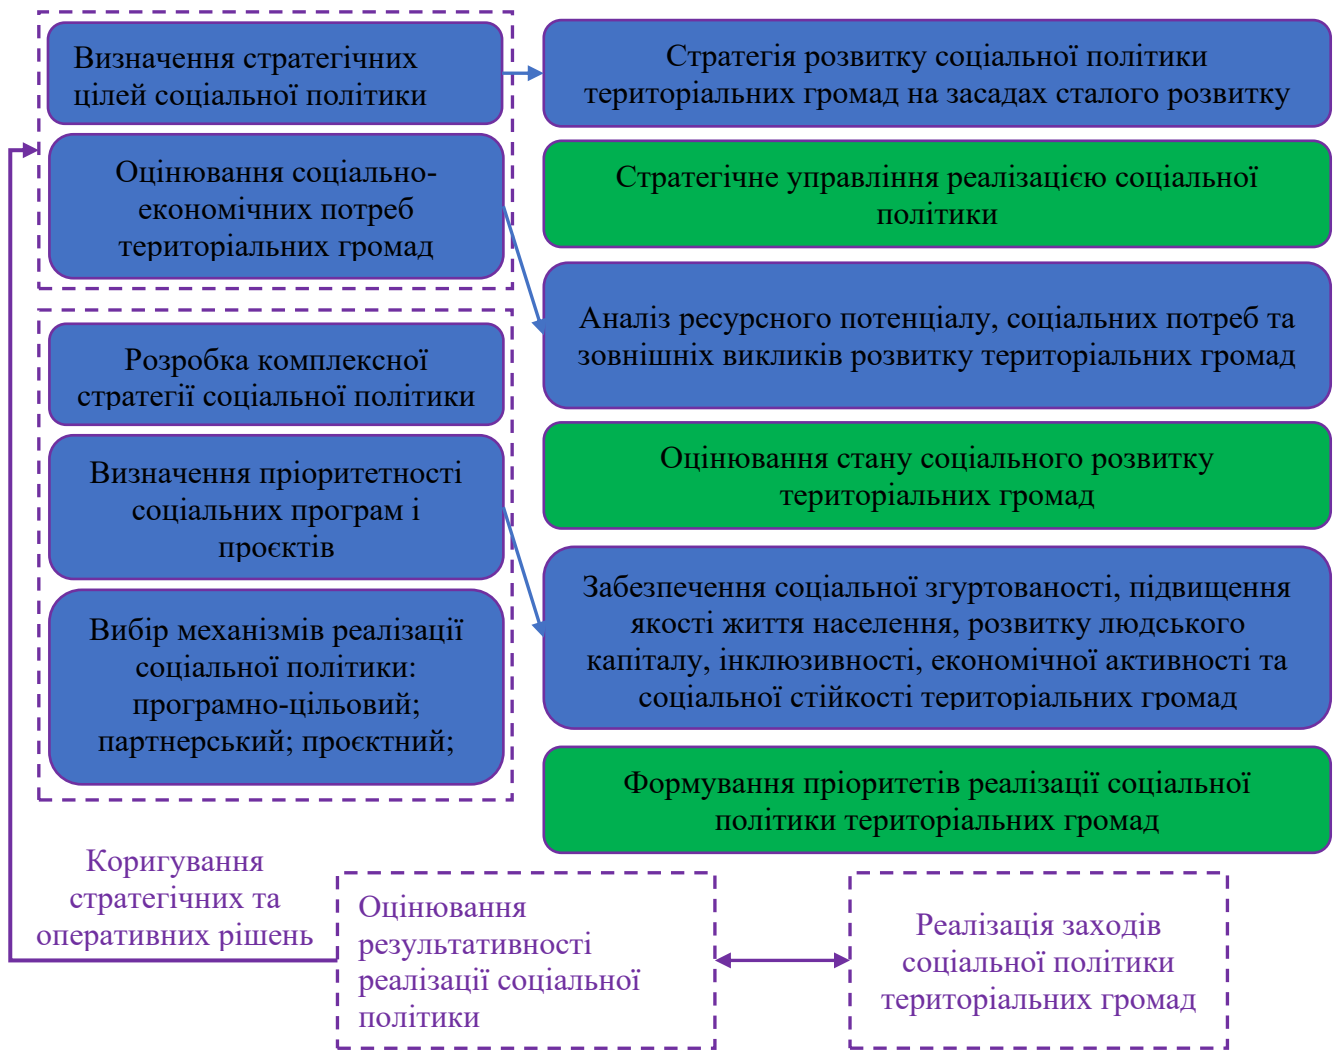 Визначення стратегічних
цілей соціальної політики
Стратегія розвитку соціальної політики
територіальних громад на засадах сталого розвитку
Оцінювання соціально-
економічних потреб
територіальних громад
Стратегічне управління реалізацією соціальної
політики
Аналіз ресурсного потенціалу, соціальних потреб та
зовнішніх викликів розвитку територіальних громад
Розробка комплексної
стратегії соціальної політики
Визначення пріоритетності
соціальних програм і
проєктів
Оцінювання стану соціального розвитку
територіальних громад
Вибір механізмів реалізації
соціальної політики:
програмно-цільовий;
партнерський; проєктний;
Забезпечення соціальної згуртованості, підвищення
якості життя населення, розвитку людського
капіталу, інклюзивності, економічної активності та
соціальної стійкості територіальних громад
Формування пріоритетів реалізації соціальної
політики територіальних громад
Коригування
стратегічних та
оперативних рішень
Оцінювання
результативності
реалізації соціальної
політики
Реалізація заходів
соціальної політики
територіальних громад